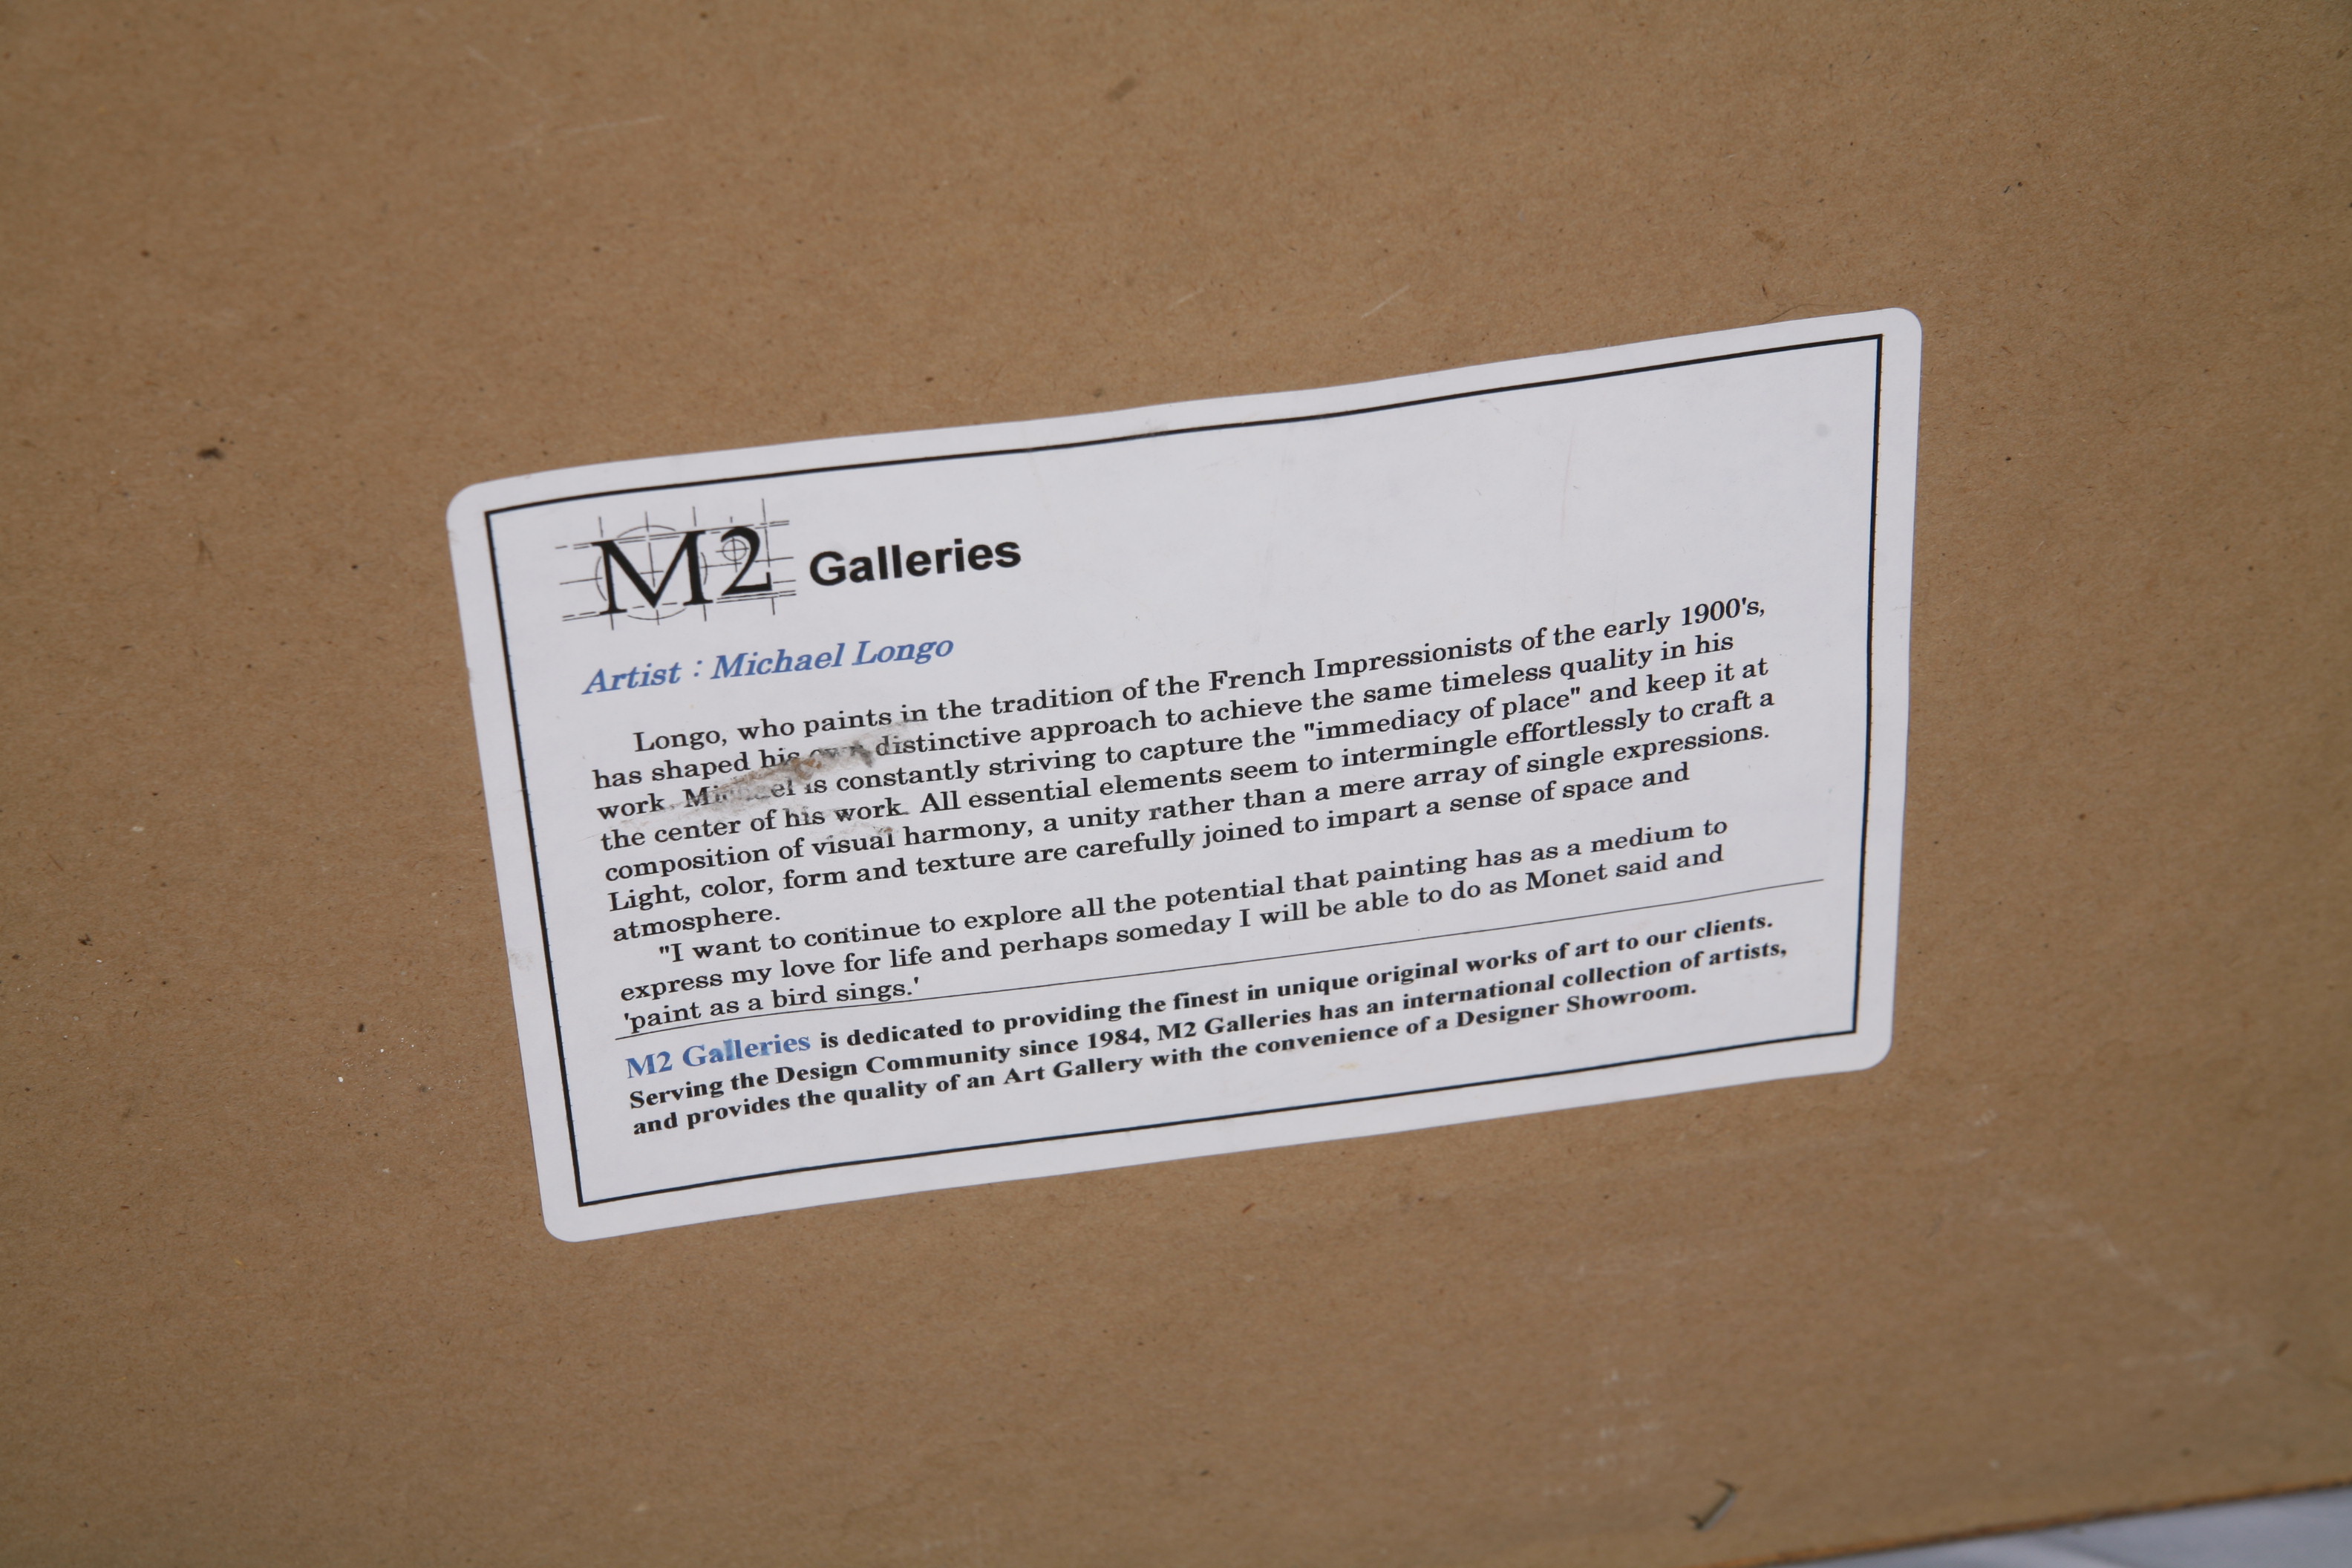 M2 Galleries
Artist : Michael Longo
Longo, who paints in the tradition of the French Impressionists of the early 1900's,
has shaped his own distinctive approach to achieve the same timeless quality in his
work. Michael is constantly striving to capture the "immediacy of place" and keep it at
the center of his work. All essential elements seem to intermingle effortlessly to craft a
composition of visual harmony, a unity rather than a mere array of single expressions.
Light, color, form and texture are carefully joined to impart a sense of space and
atmosphere.
"I want to continue to explore all the potential that painting has as a medium to
express my love for life and perhaps someday I will be able to do as Monet said and
'paint as a bird sings.'
M2 Galleries is dedicated to providing the finest in unique original works of art to our clients.
Serving the Design Community since 1984, M2 Galleries has an international collection of artists,
and provides the quality of an Art Gallery with the convenience of a Designer Showroom.